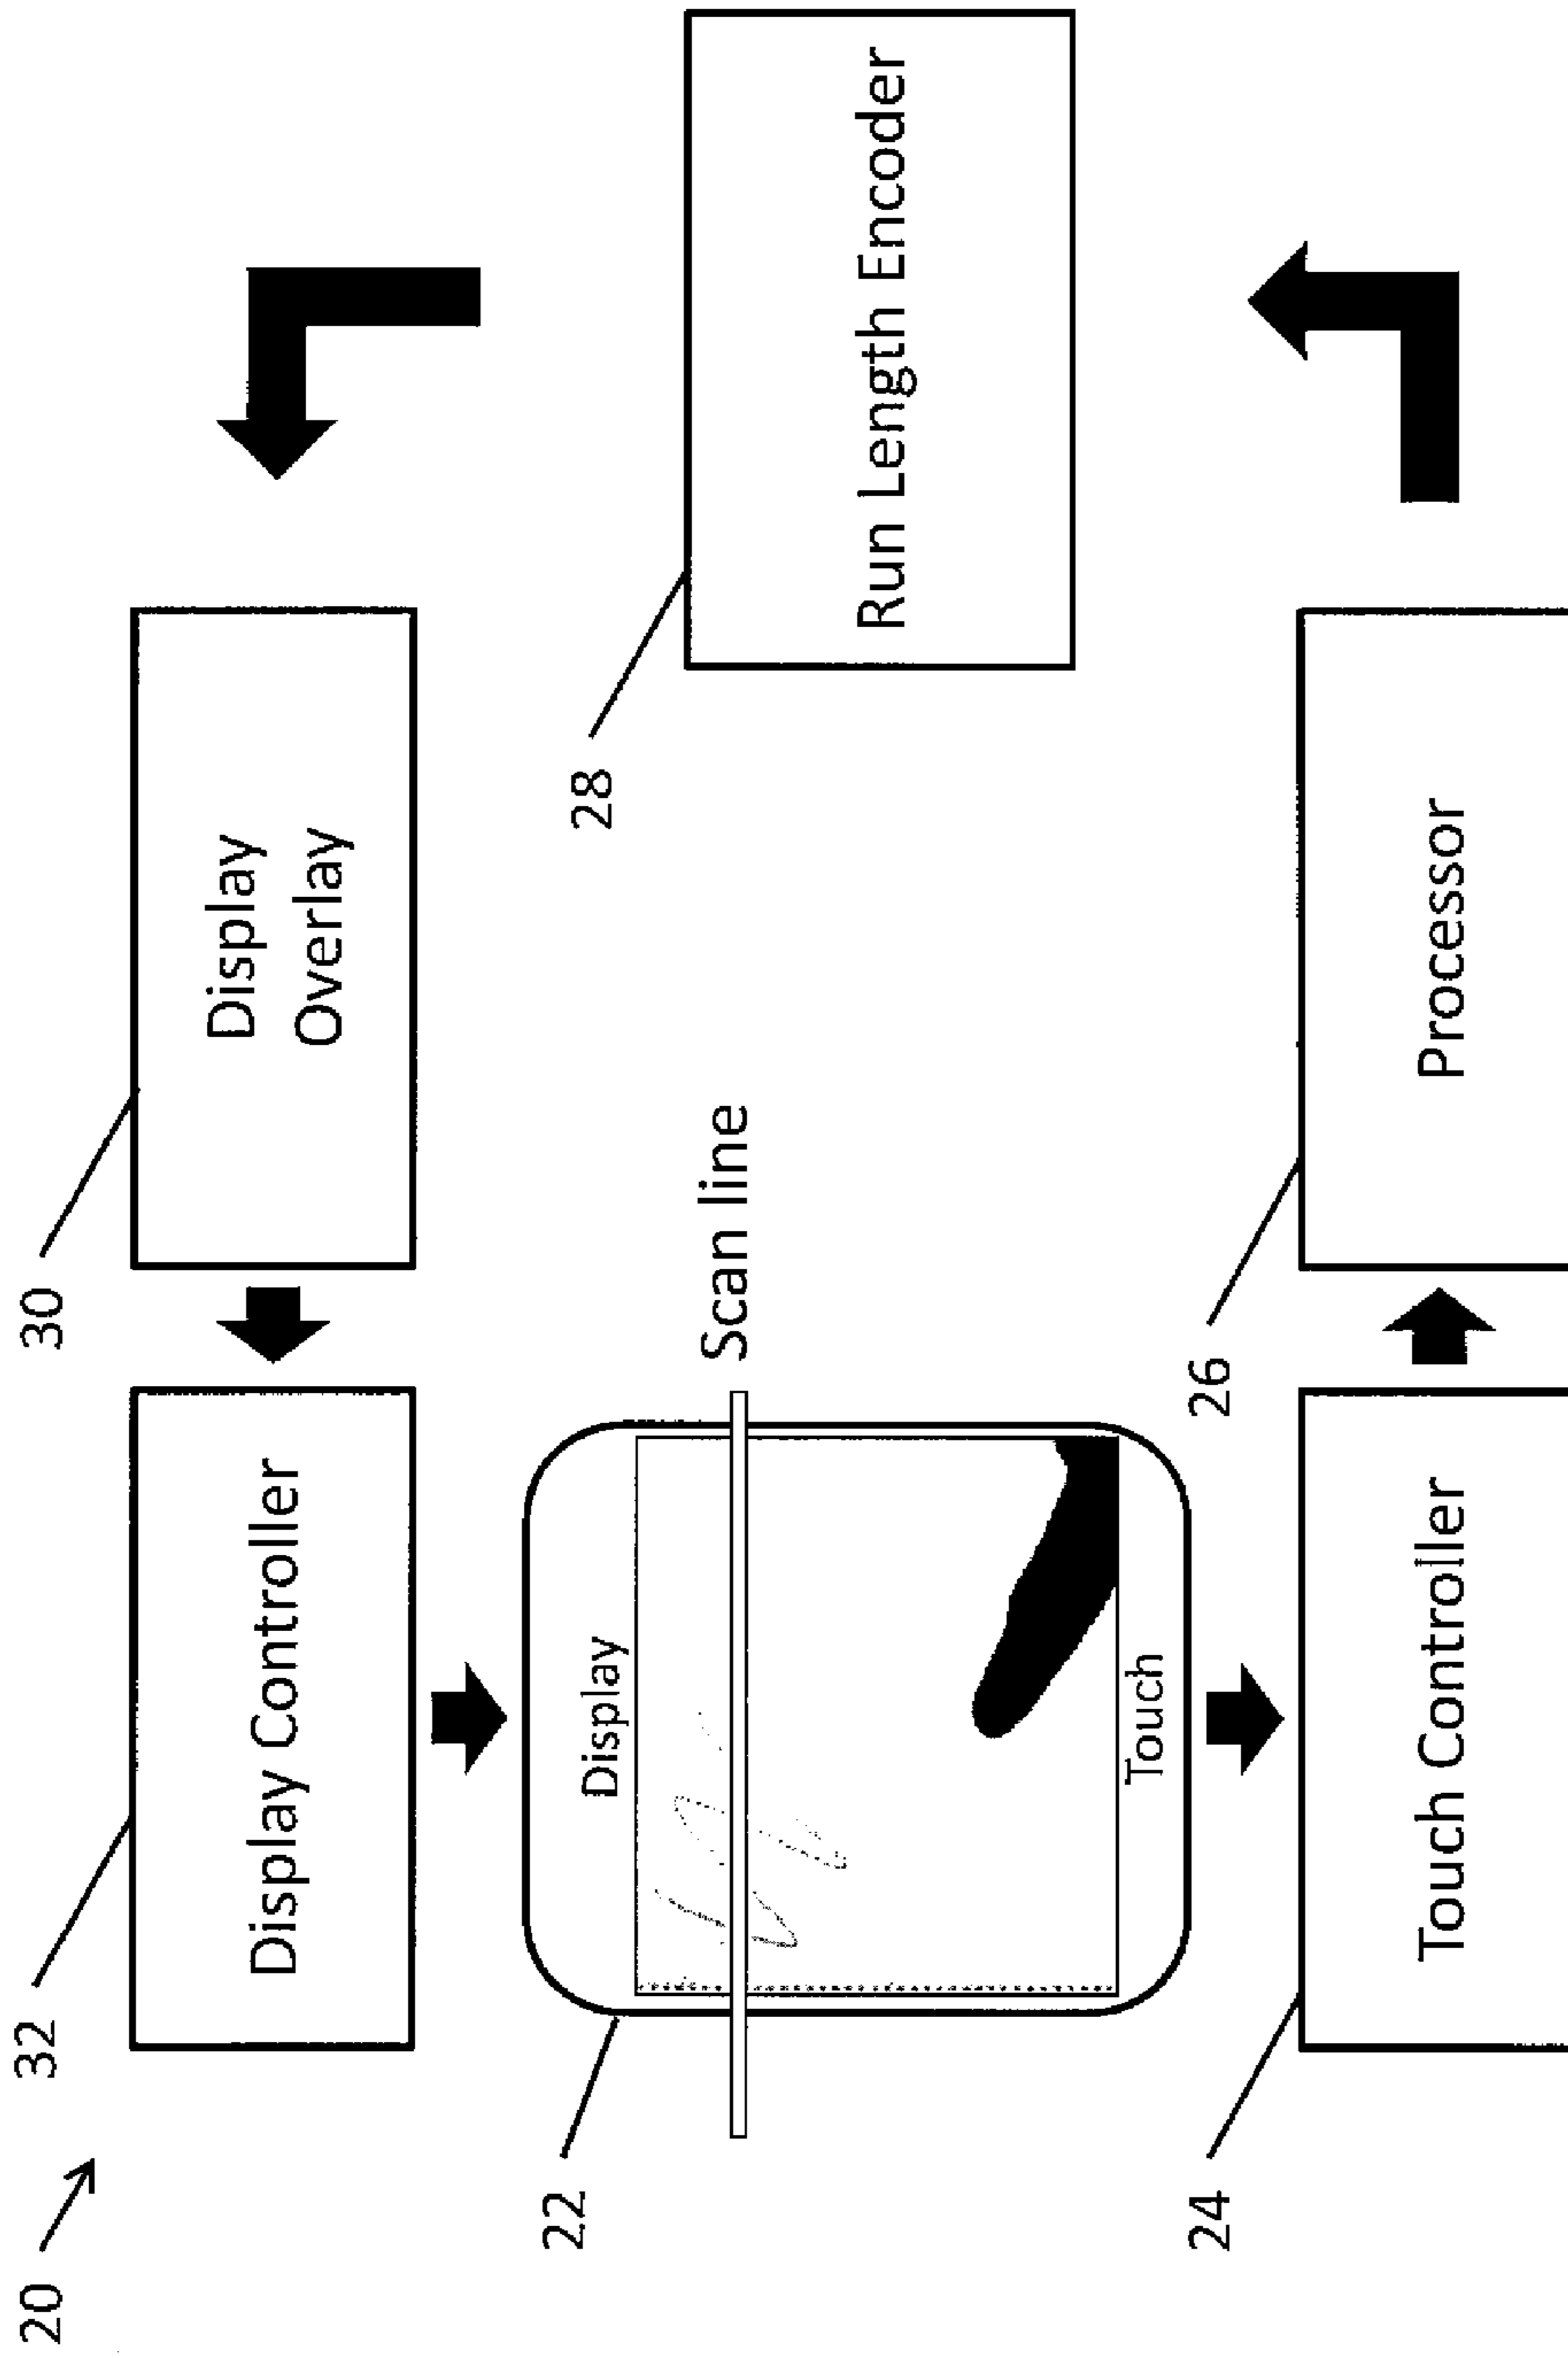 20
32
Display Controller
30
Display
Overlay
22
Display
Scan line
Touch
28
Run Length Encoder
24
Touch Controller
26
Processor